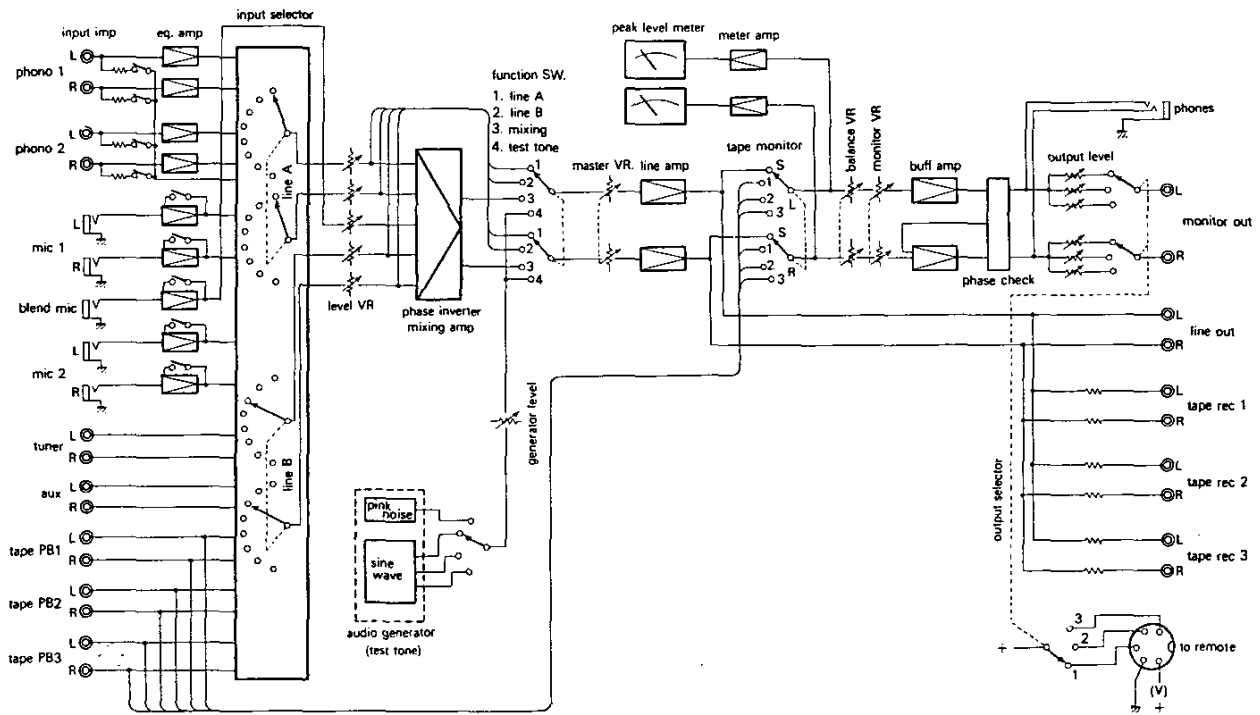 input selector
input imp
eq. amp
L
phono 1
R
L
phono 2
R
L
mic 1
R
blend mic
L
mic 2
R
L
tuner
R
L
aux
R
L
tape PB1
R
L
tape PB2
R
L
tape PB3
R
line A
line B
level VR
phase inverter
mixing amp
function SW.
1. line A
2. line B
3. mixing
4. test tone
1
2
3
4
1
2
3
4
generator level
pink
noise
sine
wave
audio generator
(test tone)
peak level meter
meter amp
master VR.
line amp
tape monitor
S
1
2
3
L
S
1
2
3
R
balance VR
monitor VR
buff amp
phase check
phones
output level
L
monitor out
R
L
line out
R
L
tape rec 1
R
L
tape rec 2
R
L
tape rec 3
R
output selector
+
3
2
1
to remote
(V)
+